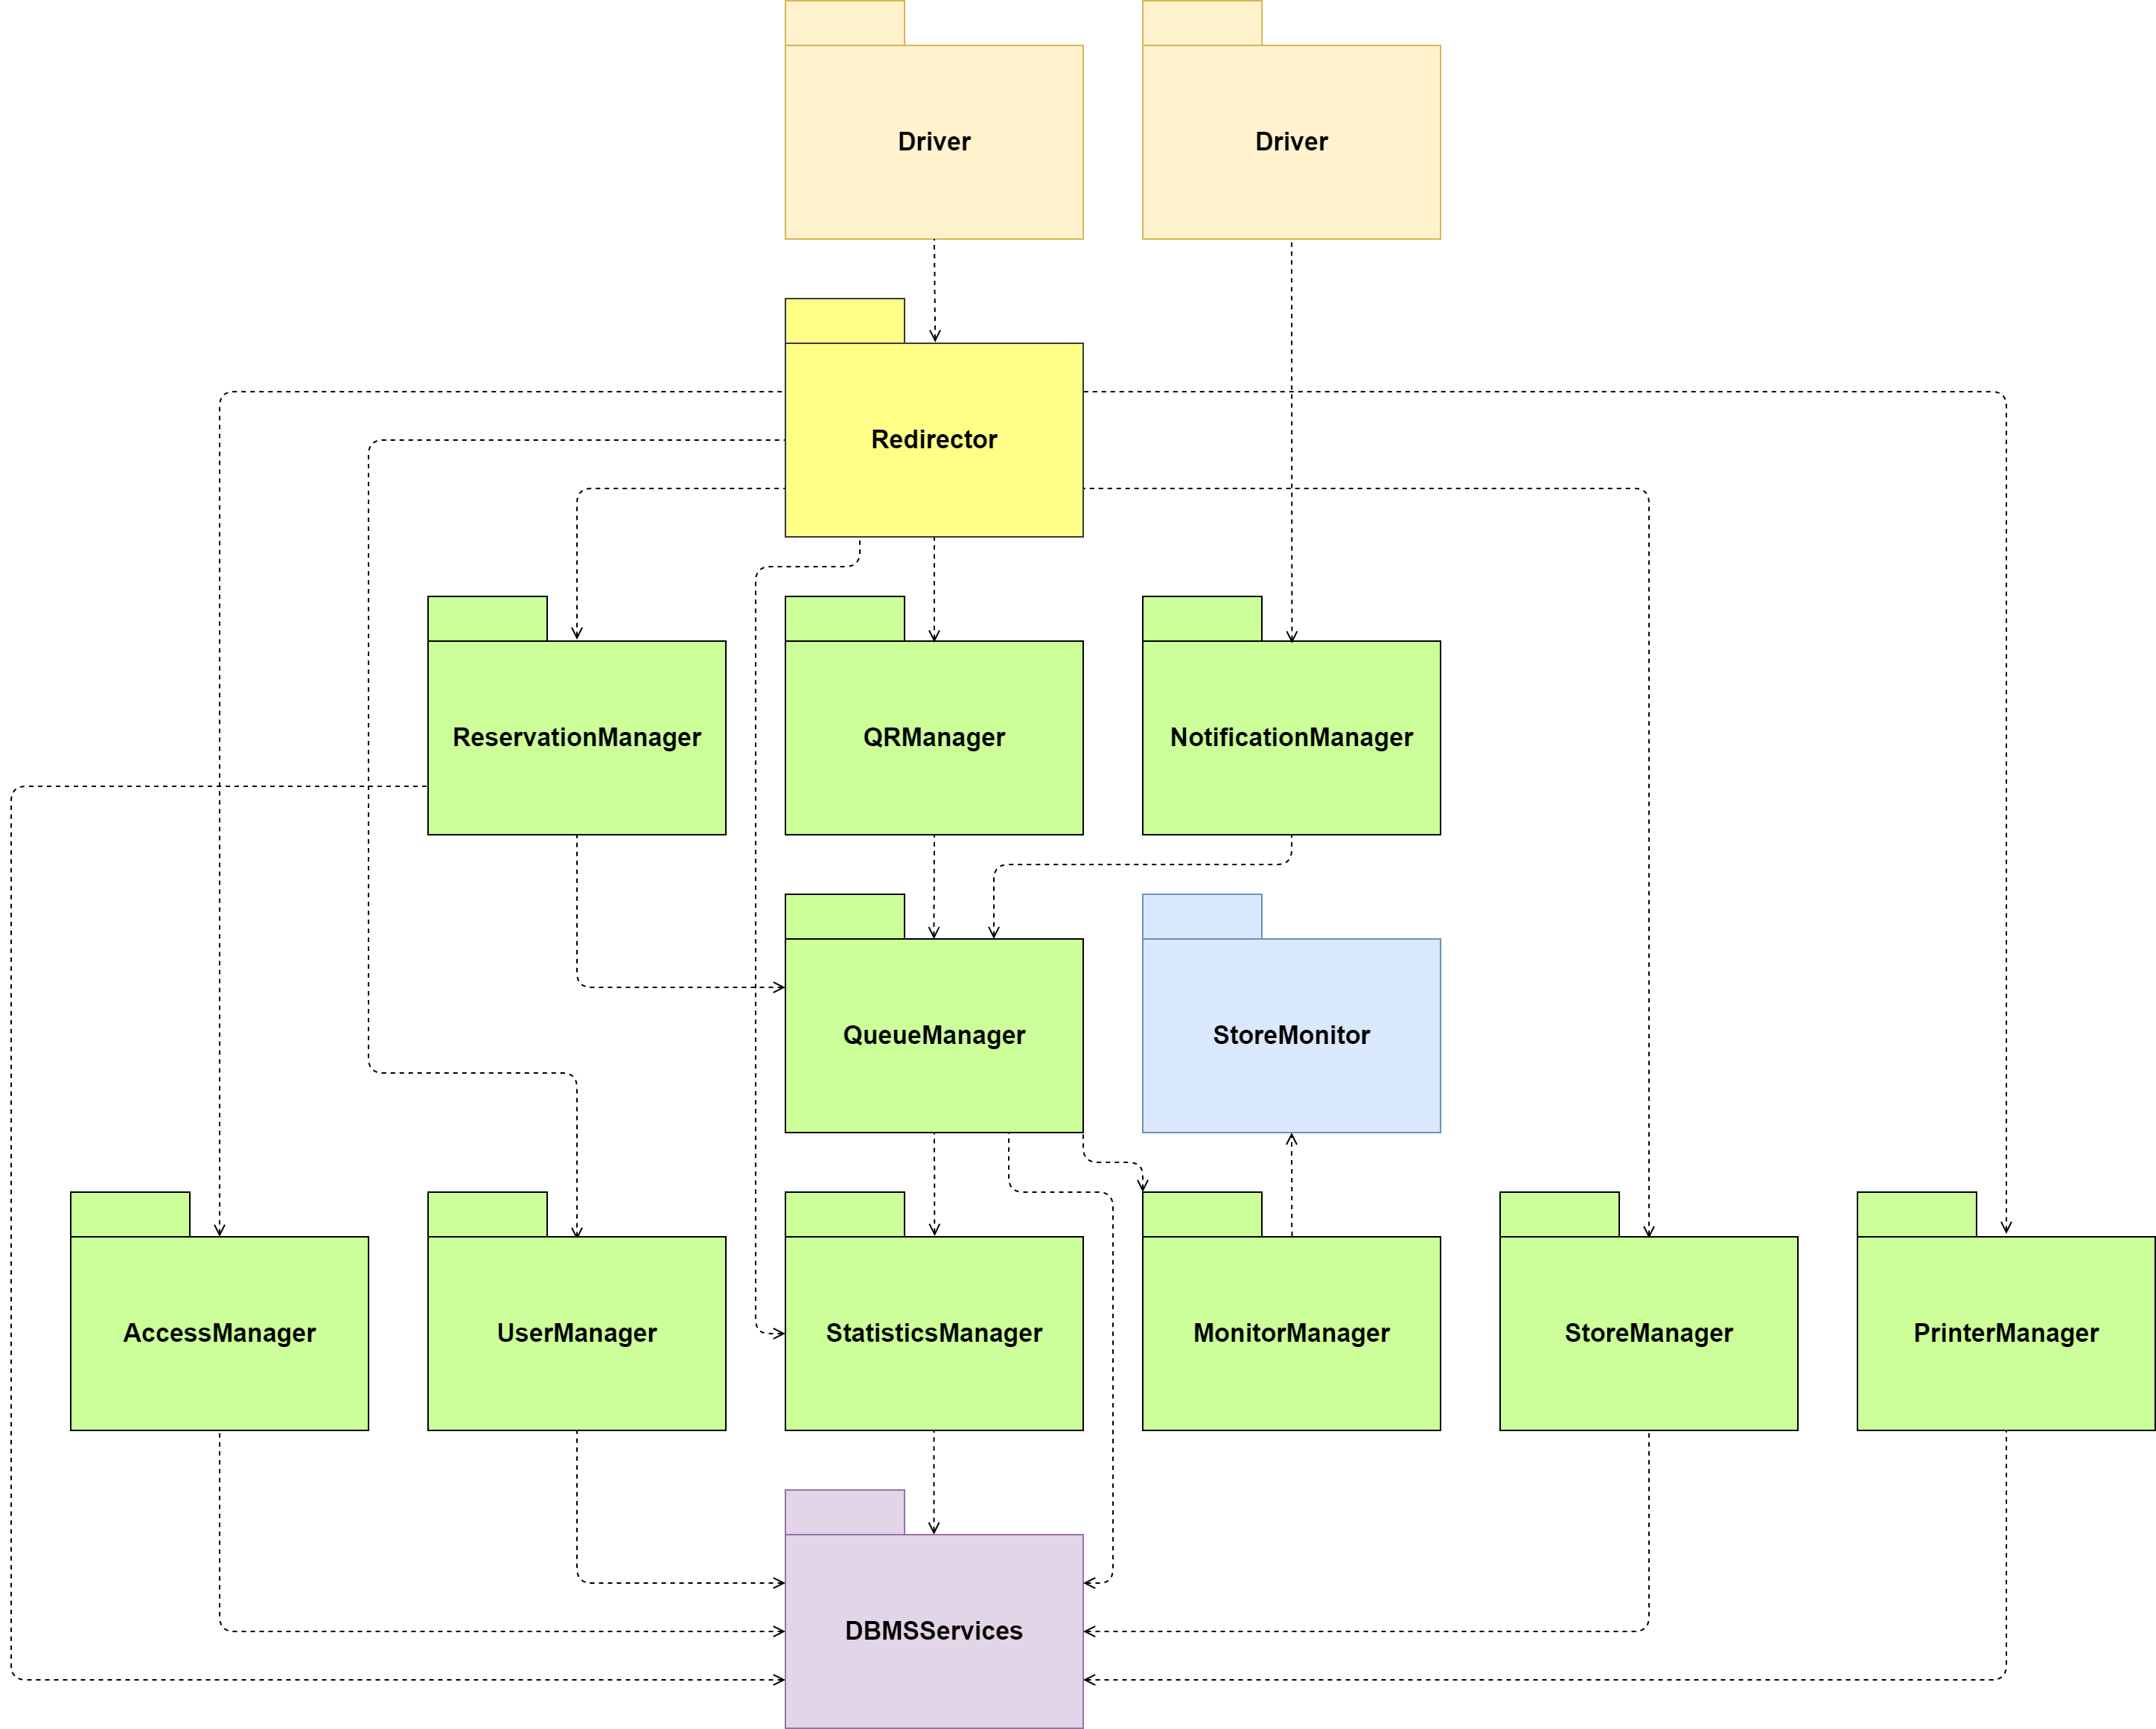 Driver
Driver
Redirector
ReservationManager
QRManager
NotificationManager
QueueManager
StoreMonitor
AccessManager
UserManager
StatisticsManager
MonitorManager
StoreManager
PrinterManager
DBMSServices